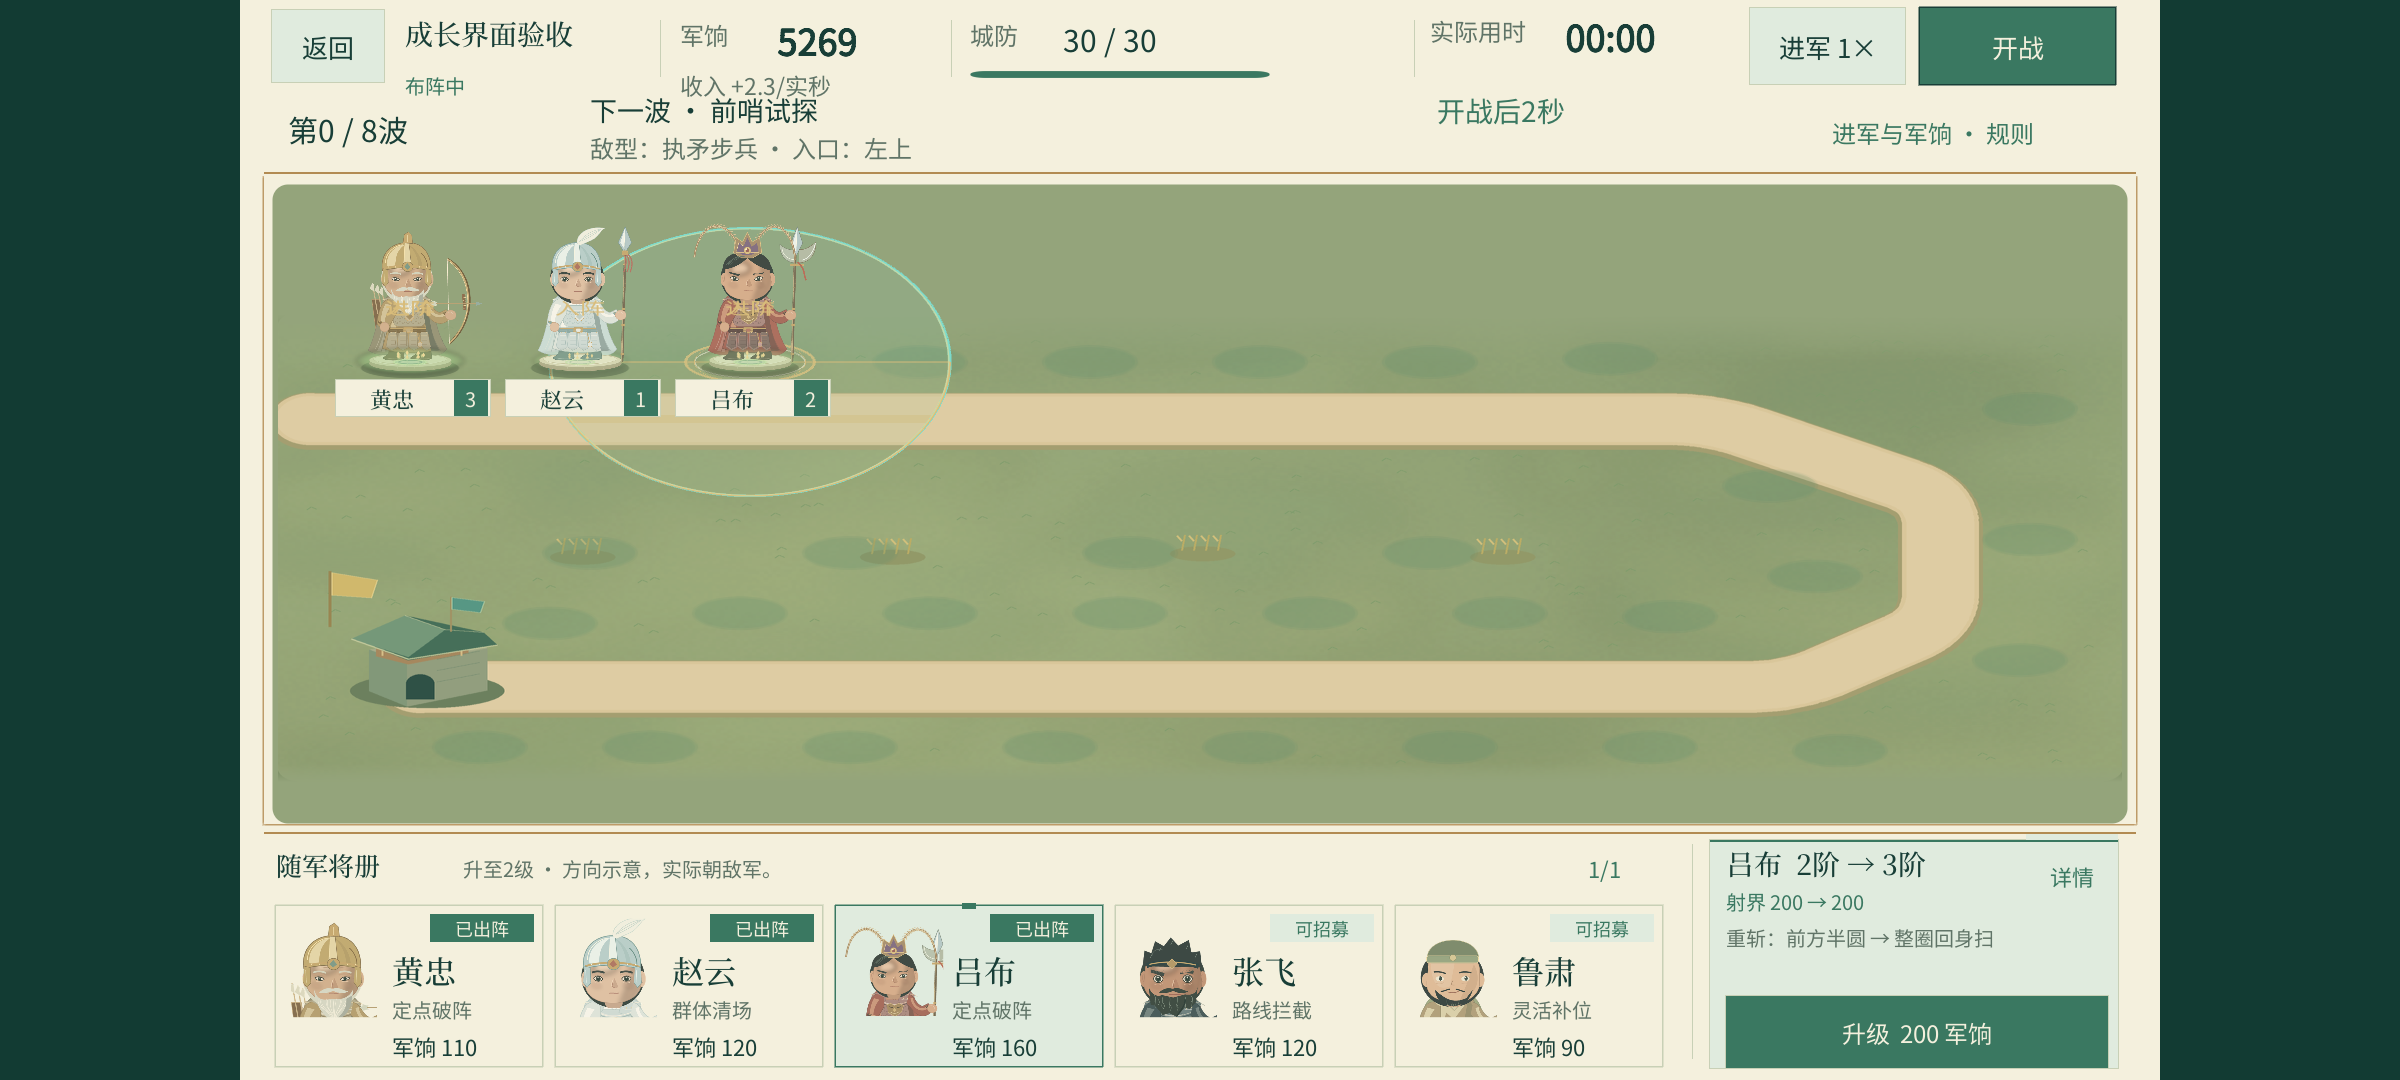 返回
成长界面验收
布阵中
军饷 5269
收入 +2.3/实秒
城防 30 / 30
实际用时 00:00
进军 1×
开战
第0 / 8波
下一波 · 前哨试探
敌型：执矛步兵 · 入口：左上
开战后2秒
进军与军饷 · 规则
黄忠 3
赵云 1
吕布 2
随军将册
升至2级 · 方向示意，实际朝敌军。
1/1
已出阵
黄忠
定点破阵
军饷 110
已出阵
赵云
群体清场
军饷 120
已出阵
吕布
定点破阵
军饷 160
可招募
张飞
路线拦截
军饷 120
可招募
鲁肃
灵活补位
军饷 90
吕布 2阶→3阶
详情
射界 200→200
重斩：前方半圆→整圈回身扫
升级 200 军饷